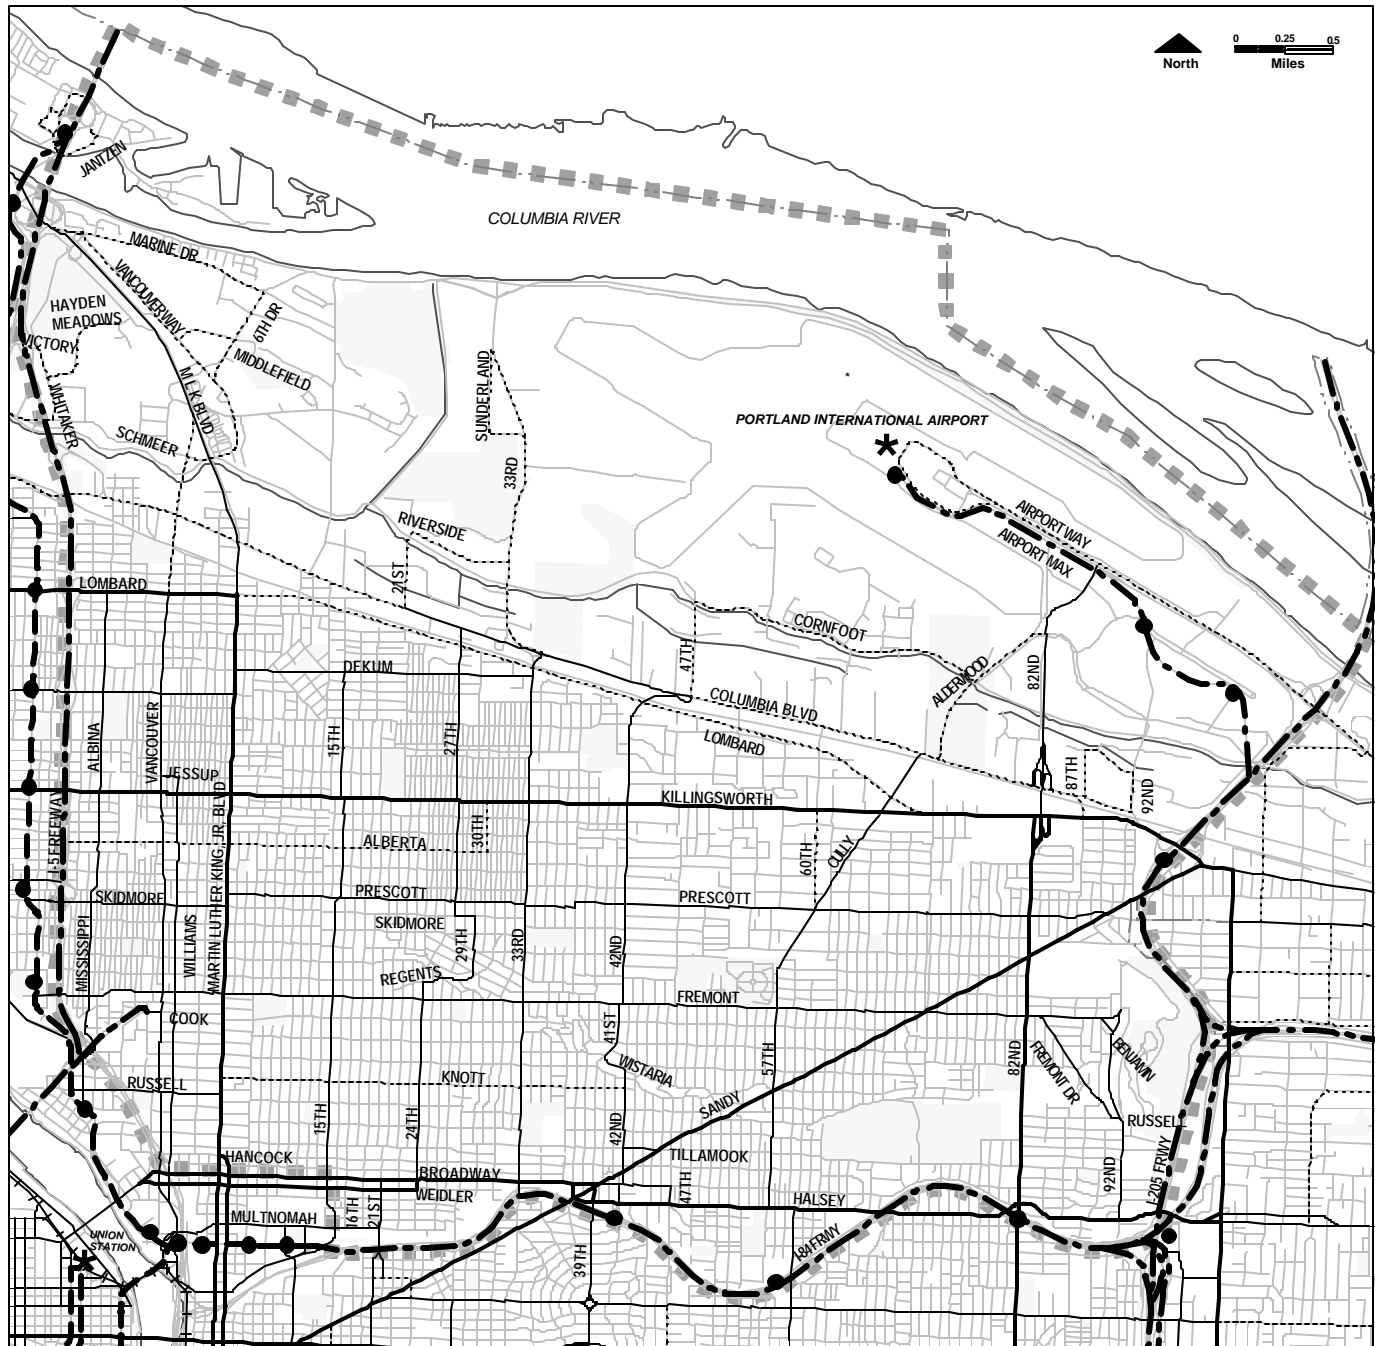 0 0.25 0.5
North
Miles
JANTZEN
COLUMBIA RIVER
MARINE DR
VANCOUVER WAY
HAYDEN
MEADOWS
6TH DR
VICTORY
MIDDLEFIELD
SUNDERLAND
WHITAKER
M L K BLVD
*
PORTLAND INTERNATIONAL AIRPORT
*
SCHMEER
33RD
RIVERSIDE
AIRPORT WAY
AIRPORT MAX
21ST
LOMBARD
CORNFOOT
47TH
DEKUM
ALDERWOOD
82ND
COLUMBIA BLVD
ALBINA
VANCOUVER
15TH
27TH
LOMBARD
JESSUP
87TH
92ND
KILLINGSWORTH
I-5 FREEWAY
MARTIN LUTHER KING, JR. BLVD
ALBERTA
30TH
60TH
CULLY
SKIDMORE
PRESCOTT
PRESCOTT
MISSISSIPPI
WILLIAMS
SKIDMORE
29TH
33RD
42ND
REGENTS
FREMONT
COOK
41ST
WISTARIA
57TH
82ND
FREMONT DR
BENJAMIN
RUSSELL
KNOTT
SANDY
15TH
24TH
42ND
RUSSELL
HANCOCK
TILLAMOOK
BROADWAY
WEIDLER
47TH
HALSEY
92ND
I-205 FRWY
16TH
21ST
MULTNOMAH
UNION
STATION
*
39TH
I-84 FRWY